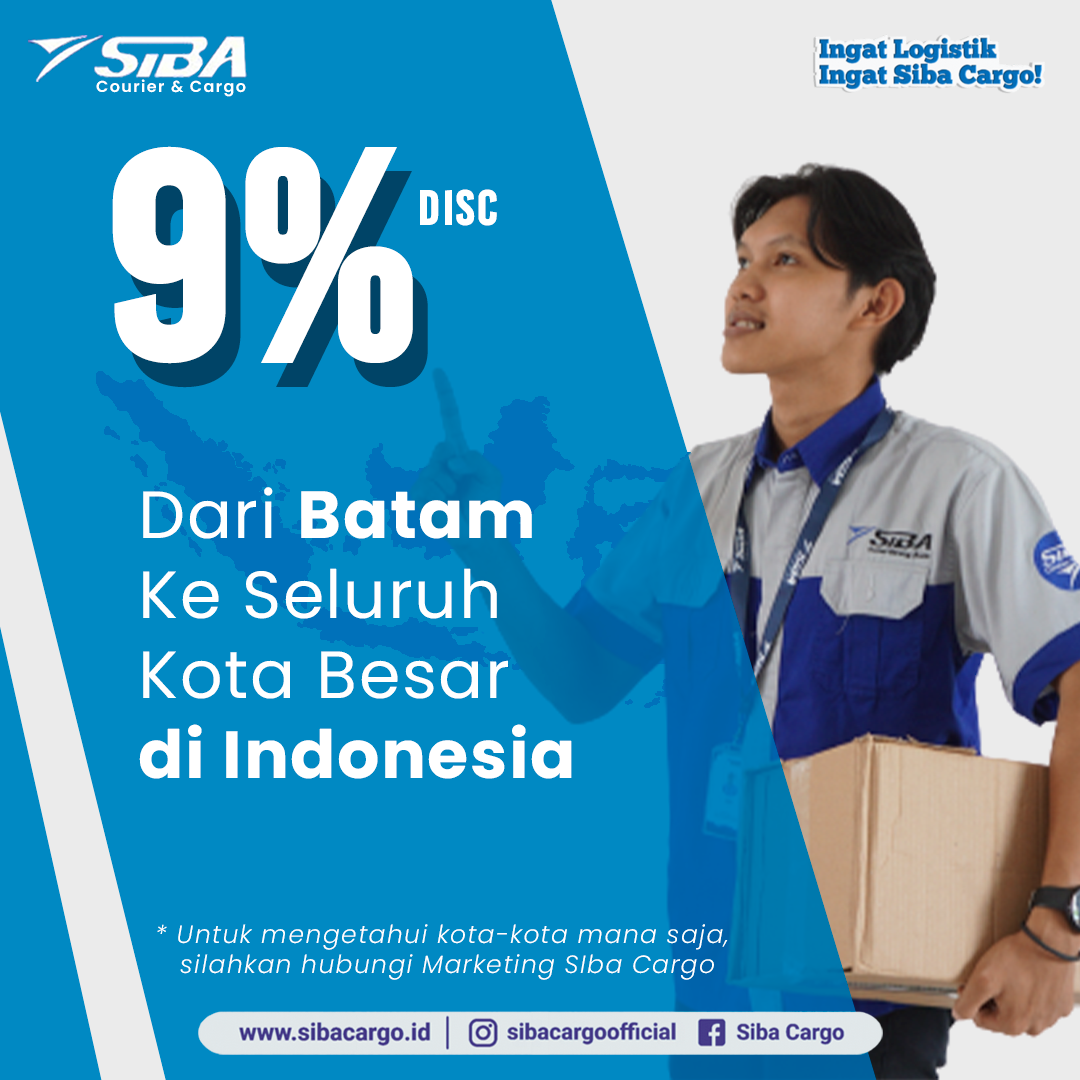 SIBA
Courier & Cargo
Ingat Logistik
Ingat Siba Cargo!
9% DISC
Dari Batam
Ke Seluruh
Kota Besar
di Indonesia
* Untuk mengetahui kota-kota mana saja,
silahkan hubungi Marketing SIba Cargo
www.sibacargo.id | sibacargoofficial Siba Cargo
SIBA